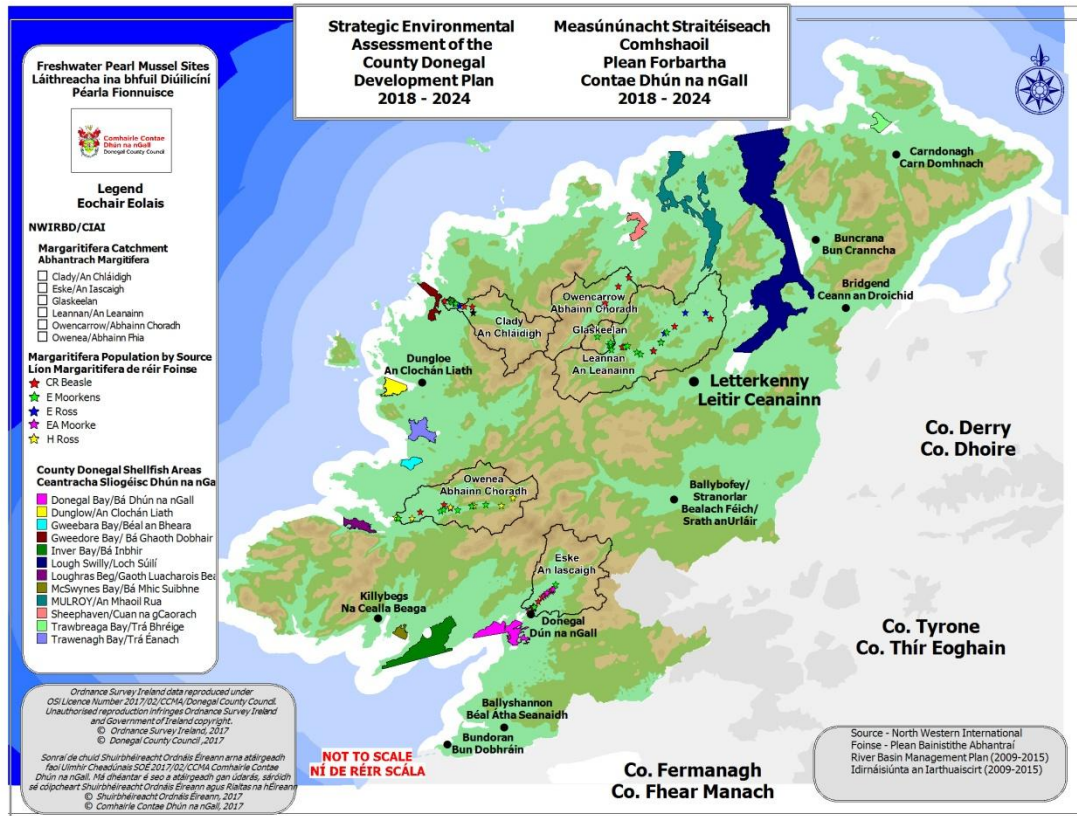 Strategic Environmental
Assessment of the
County Donegal
Development Plan
2018 - 2024
Measúnúnacht Straitéiseach
Comhshaoil
Plean Forbartha
Contae Dhún na nGall
2018 - 2024
Freshwater Pearl Mussel Sites
Láithreacha ina bhfuil Diúilicíní
Péarla Fionnuisce
Comhairle Contae
Dhún na nGall
Donegal County Council
Legend
Eochair Eolais
NWIRBD/CIAI
Margaritifera Catchment
Abhantrach Margitifera
Clady/An Chláidigh
Eske/An Iascaigh
Glaskeelan
Leannan/An Leanainn
Owencarrow/Abhainn Choradh
Owenea/Abhainn Fhia
Margaritifera Population by Source
Líon Margaritifera de réir Foinse
CR Beasle
E Moorkens
E Ross
EA Moorke
H Ross
County Donegal Shellfish Areas
Ceantracha Sliogéisc Dhún na nGa
Donegal Bay/Bá Dhún na nGall
Dunglow/An Clochán Liath
Gweebara Bay/Béal an Bheara
Gweedore Bay/ Bá Ghaoth Dobhair
Inver Bay/Bá Inbhir
Lough Swilly/Loch Súilí
Loughras Beg/Gaoth Luacharois Bea
McSwynes Bay/Bá Mhic Suibhne
MULROY/An Mhaoil Rua
Sheephaven/Cuan na gCaorach
Trawbreaga Bay/Trá Bhréige
Trawenagh Bay/Trá Éanach
Ordnance Survey Ireland data reproduced under
OSi Licence Number 2017/02/CCMA/Donegal County Council.
Unauthorised reproduction infringes Ordnance Survey Ireland
and Government of Ireland copyright.
© Ordnance Survey Ireland, 2017
© Donegal County Council ,2017
Sonraí de chuid Shuirbhéireacht Ordnáis Éireann arna atáirgeadh
faoi Uimhir Cheadúnais SOE 2017/02/CCMA Comhairle Contae
Dhún na nGall. Má dhéantar é seo a atáirgeadh gan údarás, sáróidh
sé cóipcheart Shuirbhéireacht Ordnáis Éireann agus Rialtas na hÉireann
© Shuirbhéireacht Ordnáis Éireann, 2017
© Comhairle Contae Dhún na nGall, 2017
Carndonagh
Carn Domhnach
Buncrana
Bun Cranncha
Bridgend
Ceann an Droichid
Owencarrow
Abhainn Choradh
Clady
An Chláidigh
Glaskeelan
Leannan
An Leanainn
Dungloe
An Clochán Liath
Letterkenny
Leitir Ceanainn
Co. Derry
Co. Dhoire
Owenea
Abhainn Choradh
Ballybofey/
Stranorlar
Bealach Féich/
Srath anUrláir
Eske
An Iascaigh
Killybegs
Na Cealla Beaga
Donegal
Dún na nGall
Co. Tyrone
Co. Thír Eoghain
Ballyshannon
Béal Átha Seanaidh
Bundoran
Bun Dobhráin
NOT TO SCALE
NÍ DE RÉIR SCÁLA
Co. Fermanagh
Co. Fhear Manach
Source - North Western International
Foinse - Plean Bainistithe Abhantraí
River Basin Management Plan (2009-2015)
Idirnáisiúnta an Iarthuaiscirt (2009-2015)